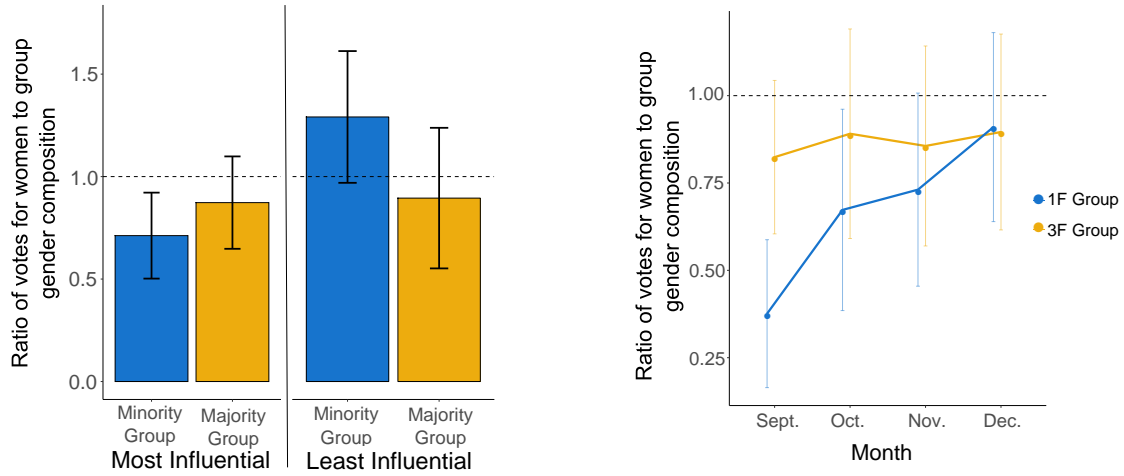 Ratio of votes for women to group
gender composition
1.5
1.0
0.5
0.0
Minority
Group
Majority
Group
Minority
Group
Majority
Group
Most Influential
Least Influential
Ratio of votes for women to group
gender composition
1.00
0.75
0.50
0.25
Sept.
Oct.
Nov.
Dec.
Month
1F Group
3F Group